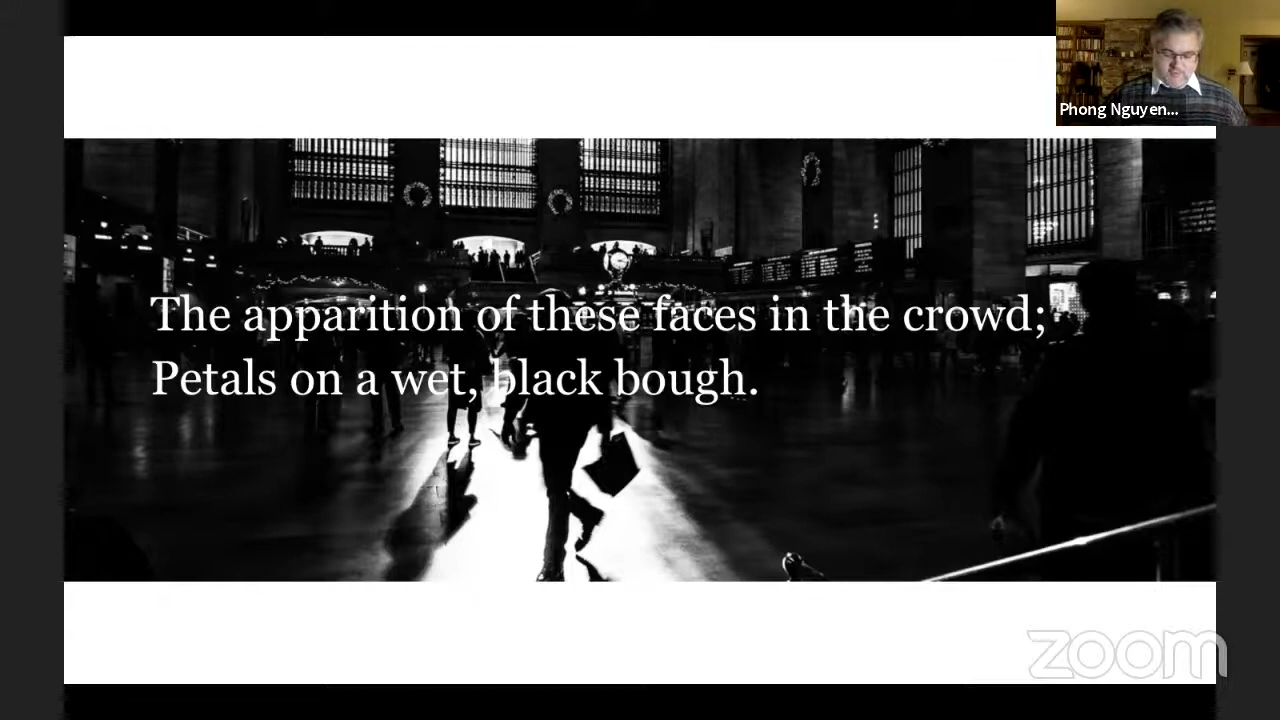 Phong Nguyen...
The apparition of these faces in the crowd;
Petals on a wet, black bough.
zoom